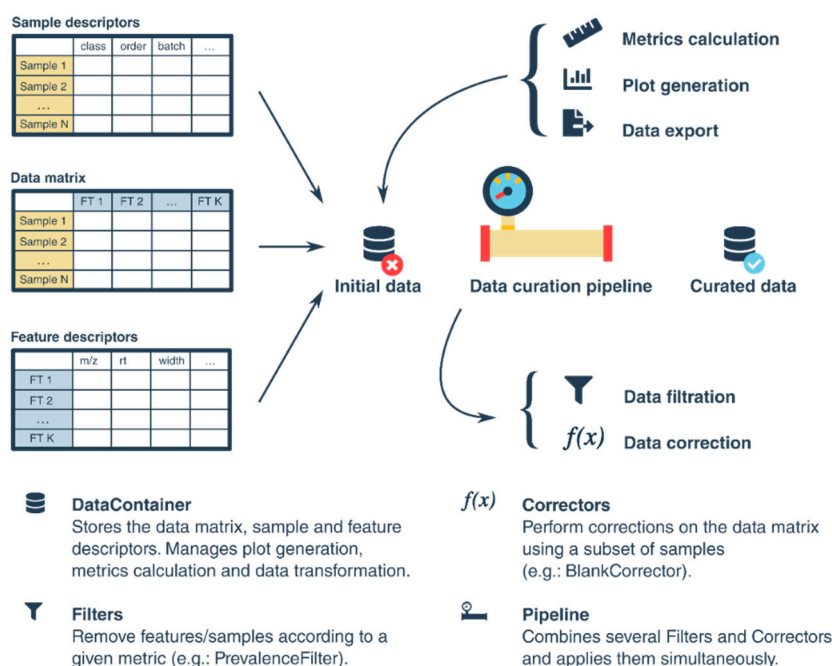 Sample descriptors
class order batch ...
Sample 1
Sample 2
...
Sample N
Data matrix
FT 1 FT 2 ... FT K
Sample 1
Sample 2
...
Sample N
Feature descriptors
m/z rt width ...
FT 1
FT 2
...
FT K
Metrics calculation
Plot generation
Data export
Initial data
Data curation pipeline
Curated data
Data filtration
f(x) Data correction
DataContainer
Stores the data matrix, sample and feature
descriptors. Manages plot generation,
metrics calculation and data transformation.
Filters
Remove features/samples according to a
given metric (e.g.: PrevalenceFilter).
f(x) Correctors
Perform corrections on the data matrix
using a subset of samples
(e.g.: BlankCorrector).
Pipeline
Combines several Filters and Correctors
and applies them simultaneously.